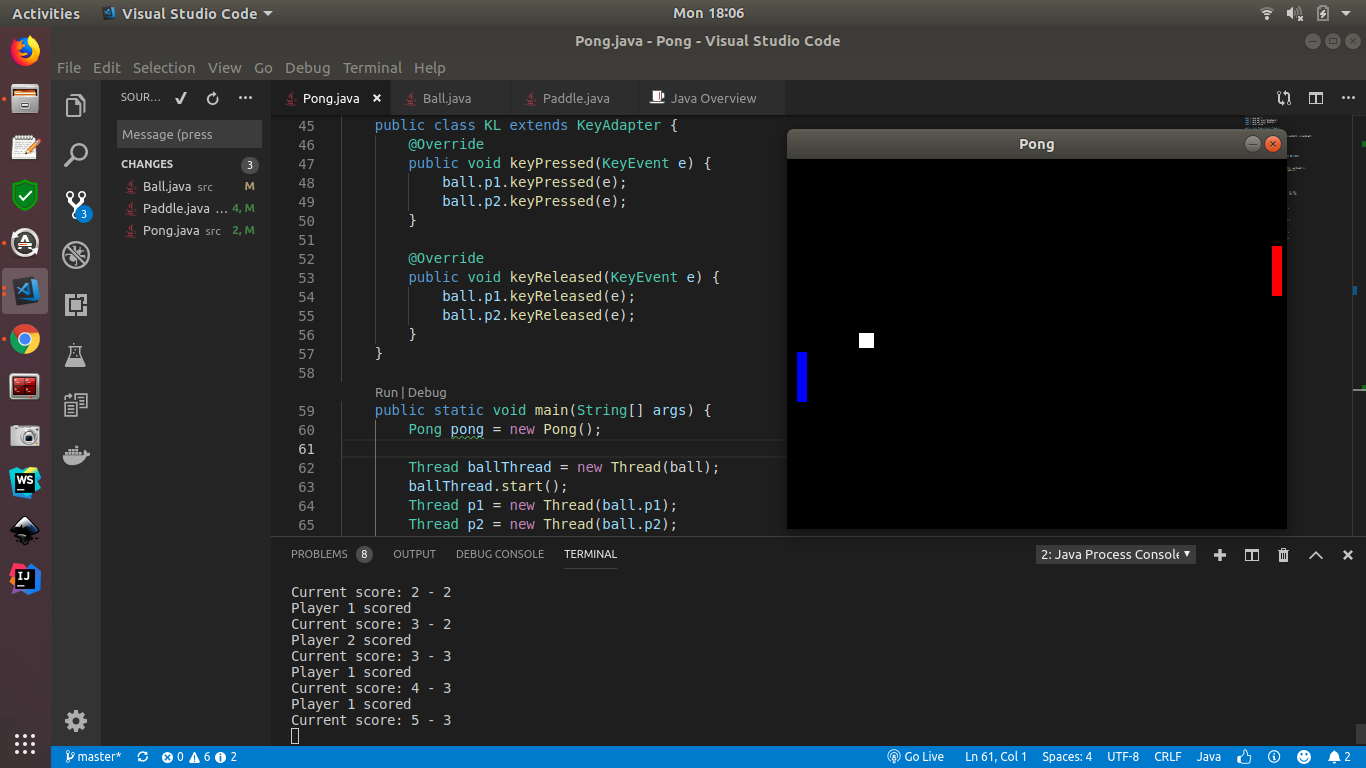 Activities Visual Studio Code Mon 18:06
Pong.java - Pong - Visual Studio Code
File Edit Selection View Go Debug Terminal Help
SOUR...
Message (press
CHANGES 3
Ball.java src M
Paddle.java ... 4, M
Pong.java src 2, M
3
Pong.java Ball.java Paddle.java Java Overview
45 public class KL extends KeyAdapter {
46 @Override
47 public void keyPressed(KeyEvent e) {
48 ball.p1.keyPressed(e);
49 ball.p2.keyPressed(e);
50 }
51
52 @Override
53 public void keyReleased(KeyEvent e) {
54 ball.p1.keyReleased(e);
55 ball.p2.keyReleased(e);
56 }
57 }
58
Run | Debug
59 public static void main(String[] args) {
60 Pong pong = new Pong();
61
62 Thread ballThread = new Thread(ball);
63 ballThread.start();
64 Thread p1 = new Thread(ball.p1);
65 Thread p2 = new Thread(ball.p2);
Pong
PROBLEMS 8 OUTPUT DEBUG CONSOLE TERMINAL 2: Java Process Console
Current score: 2 - 2
Player 1 scored
Current score: 3 - 2
Player 2 scored
Current score: 3 - 3
Player 1 scored
Current score: 4 - 3
Player 1 scored
Current score: 5 - 3
WS
IJ
master* 0 6 2 Go Live Ln 61, Col 1 Spaces: 4 UTF-8 CRLF Java 2